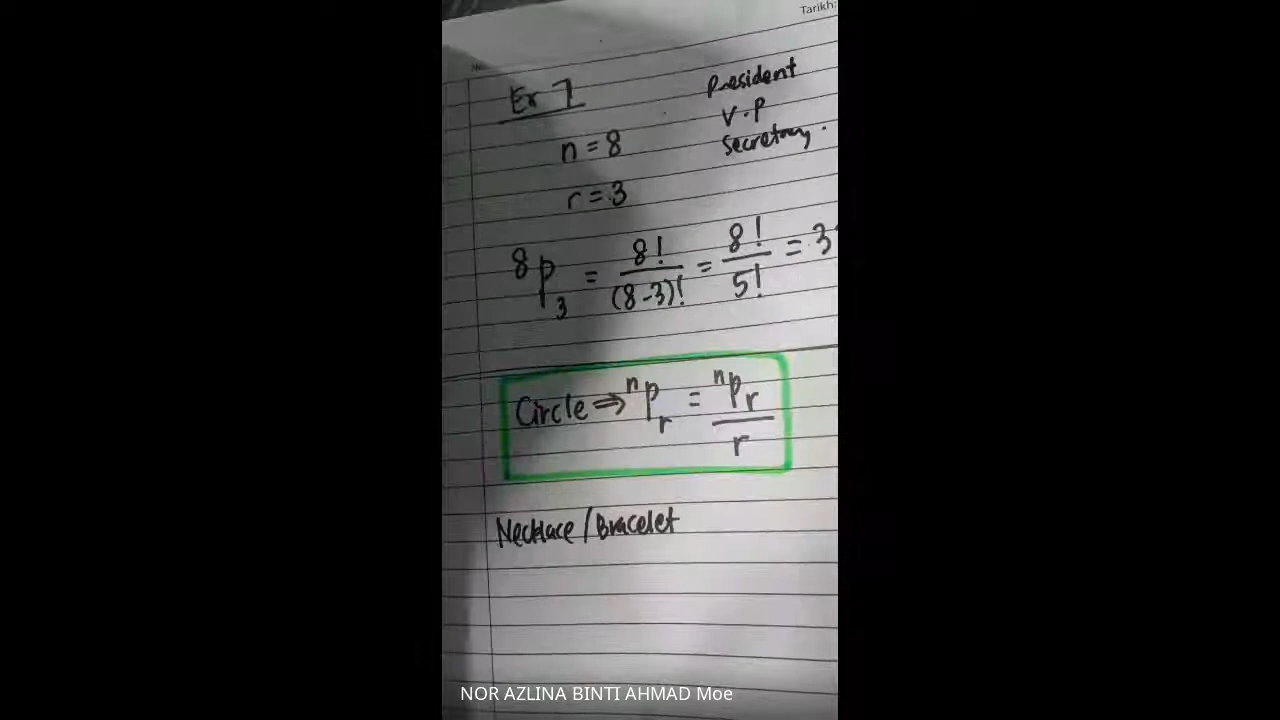 Tarikh:
No.
Ex 7
President
V.P
Secretary.
n = 8
r = 3
8P3 = 8!/(8-3)! = 8!/5! = 3
Circle ⇒ nPr = nPr/r
Necklace / Bracelet
NOR AZLINA BINTI AHMAD Moe